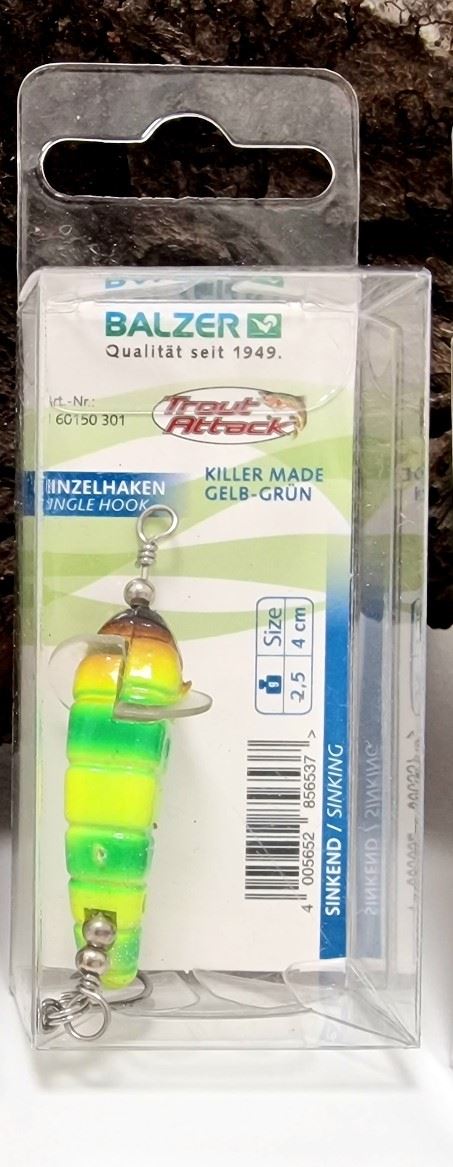 BALZER
Qualität seit 1949.
Art.-Nr.:
60150 301
Trout
Attack
KILLER MADE
GELB-GRÜN
INZELHAKEN
INGLE HOOK
Size
4 cm
g
2,5
4 005652 856537 >
SINKEND / SINKING